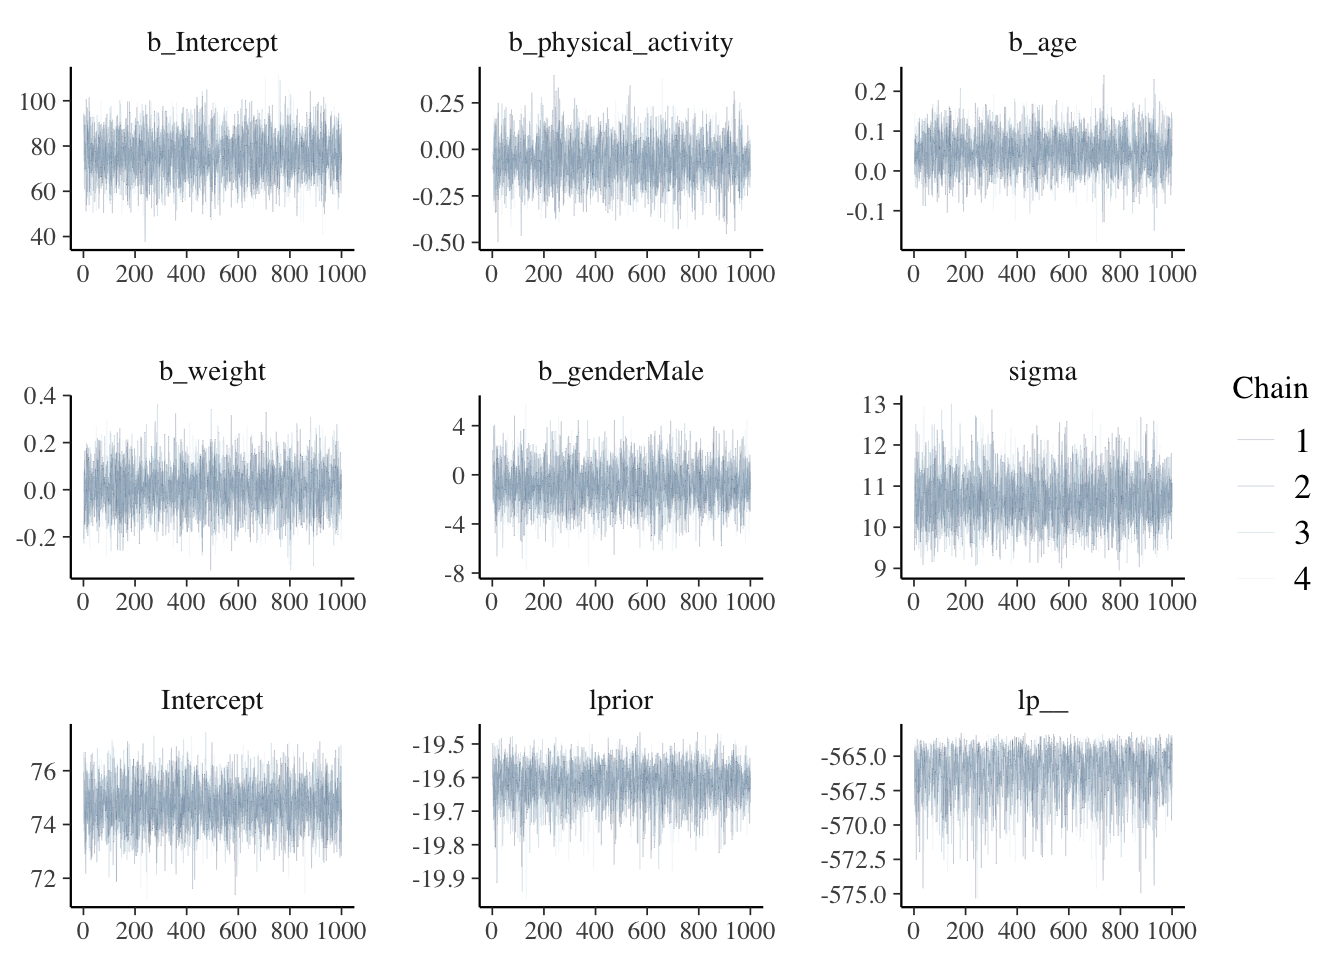 b_Intercept
b_physical_activity
b_age
100
80
60
40
0 200 400 600 800 1000
0.25
0.00
-0.25
-0.50
0 200 400 600 800 1000
0.2
0.1
0.0
-0.1
0 200 400 600 800 1000
b_weight
b_genderMale
sigma
0.4
0.2
0.0
-0.2
0 200 400 600 800 1000
4
0
-4
-8
0 200 400 600 800 1000
13
12
11
10
9
0 200 400 600 800 1000
Chain
1
2
3
4
Intercept
lprior
lp__
76
74
72
0 200 400 600 800 1000
-19.5
-19.6
-19.7
-19.8
-19.9
0 200 400 600 800 1000
-565.0
-567.5
-570.0
-572.5
-575.0
0 200 400 600 800 1000